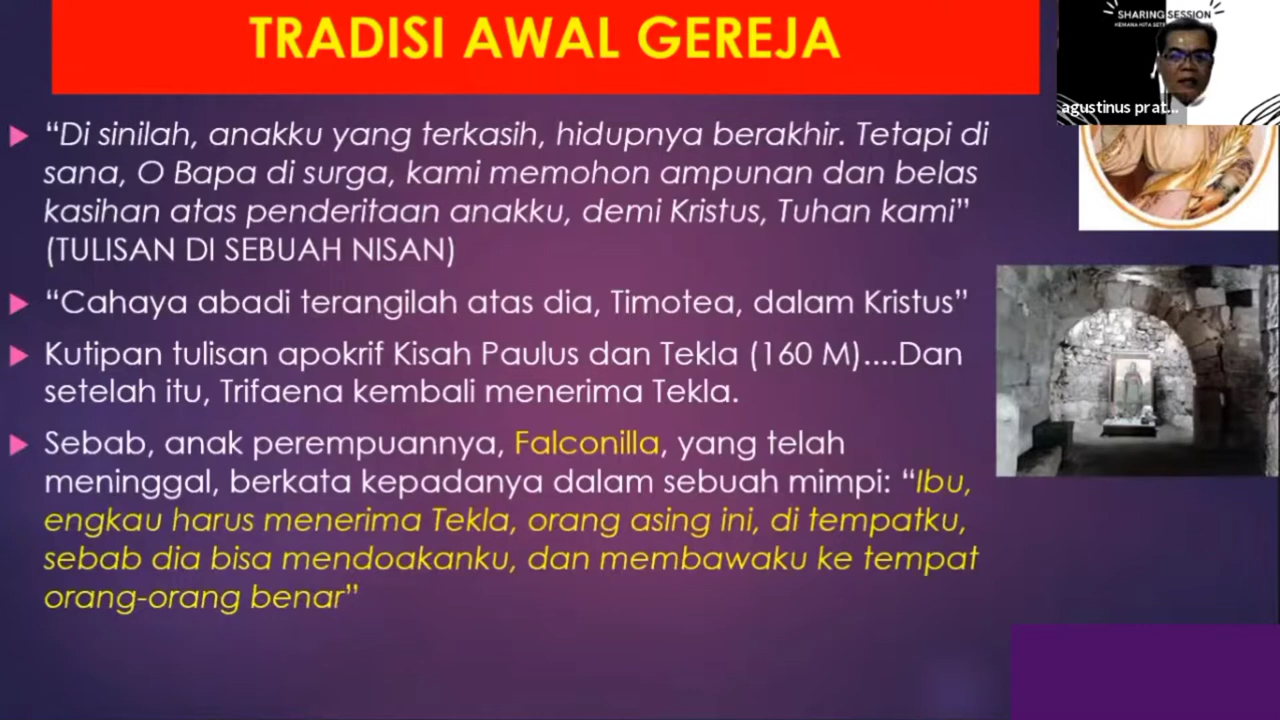 TRADISI AWAL GEREJA
“Di sinilah, anakku yang terkasih, hidupnya berakhir. Tetapi di
sana, O Bapa di surga, kami memohon ampunan dan belas
kasihan atas penderitaan anakku, demi Kristus, Tuhan kami”
(TULISAN DI SEBUAH NISAN)
“Cahaya abadi terangilah atas dia, Timotea, dalam Kristus”
Kutipan tulisan apokrif Kisah Paulus dan Tekla (160 M)....Dan
setelah itu, Trifaena kembali menerima Tekla.
Sebab, anak perempuannya, Falconilla, yang telah
meninggal, berkata kepadanya dalam sebuah mimpi: “Ibu,
engkau harus menerima Tekla, orang asing ini, di tempatku,
sebab dia bisa mendoakanku, dan membawaku ke tempat
orang-orang benar”
SHARING SESSION
agustinus prat...